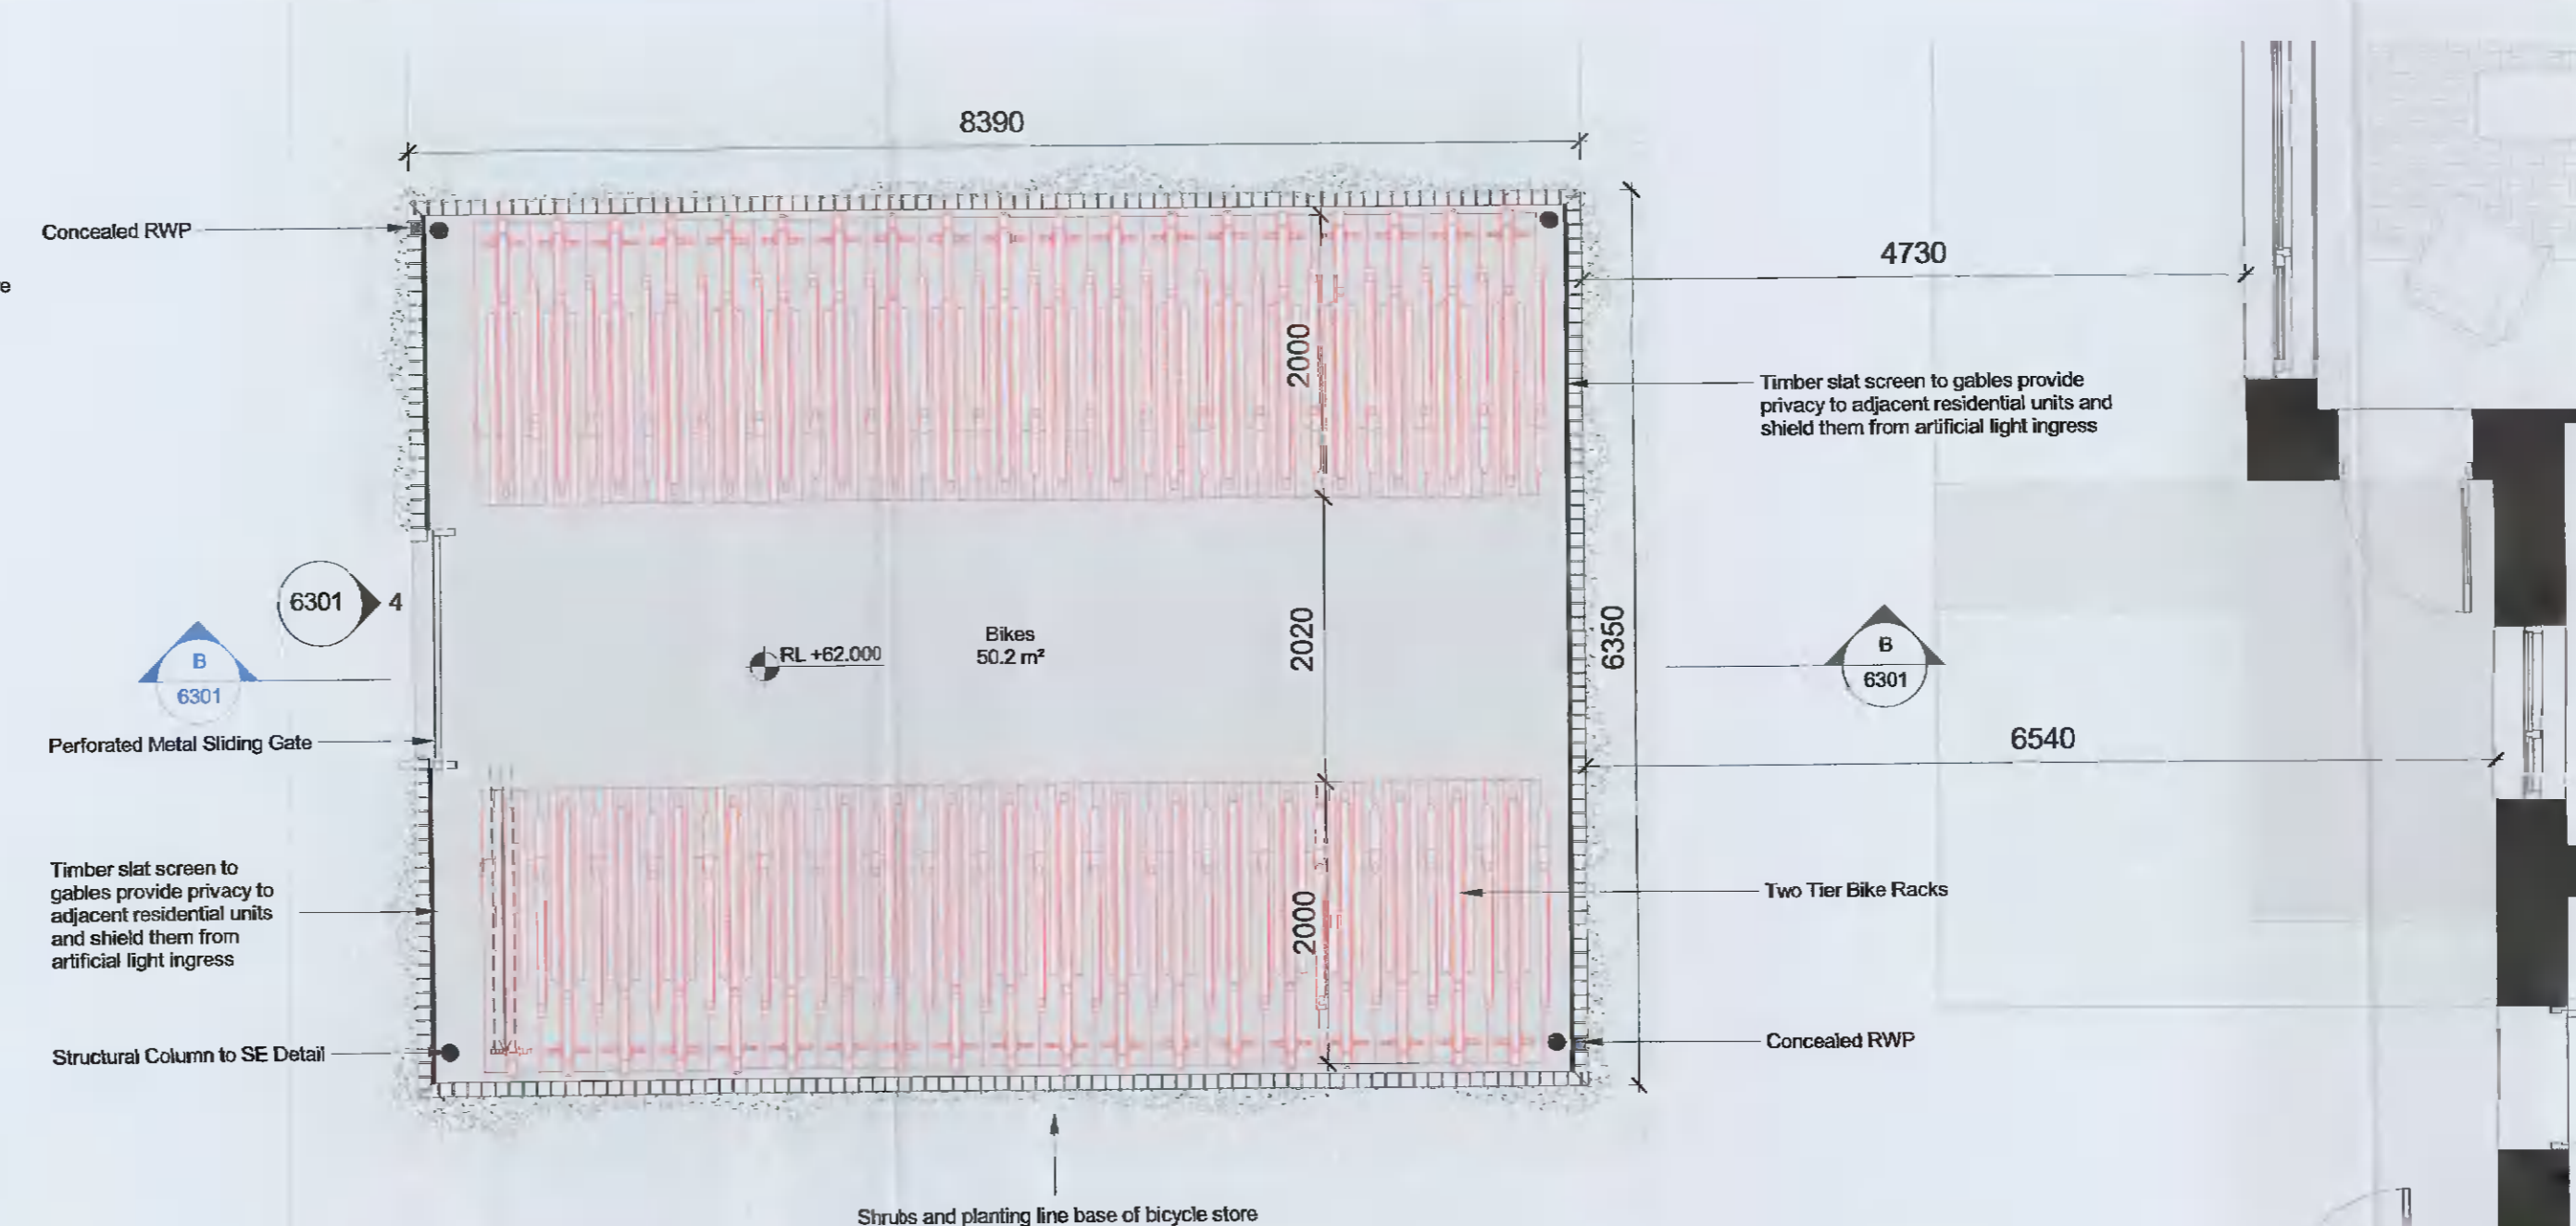 8390
Concealed RWP
e
4730
2000
Timber slat screen to gables provide
privacy to adjacent residential units and
shield them from artificial light ingress
6301
4
B
6301
RL +62.000
Bikes
50.2 m²
2020
6350
B
6301
Perforated Metal Sliding Gate
6540
Timber slat screen to
gables provide privacy to
adjacent residential units
and shield them from
artificial light ingress
2000
Two Tier Bike Racks
Structural Column to SE Detail
Concealed RWP
Shrubs and planting line base of bicycle store